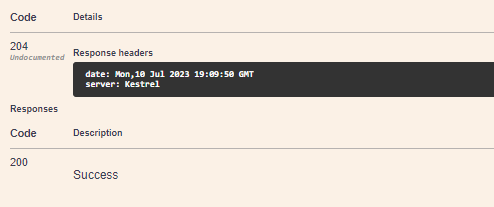 Code Details
204
Undocumented
Response headers
date: Mon,10 Jul 2023 19:09:50 GMT
server: Kestrel
Responses
Code Description
200
Success